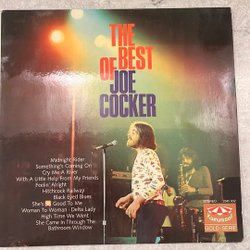 THE
BEST
OF
JOE
COCKER
Midnight Rider
Something's Coming On
Cry Me A River
With A Little Help From My Friends
Feelin' Alright
Hitchcock Railway
Black Eyed Blues
She's Good To Me
Woman To Woman · Delta Lady
High Time We Went
She Came In Through The
Bathroom Window
STEREO
karussell
GOLD-SERIE